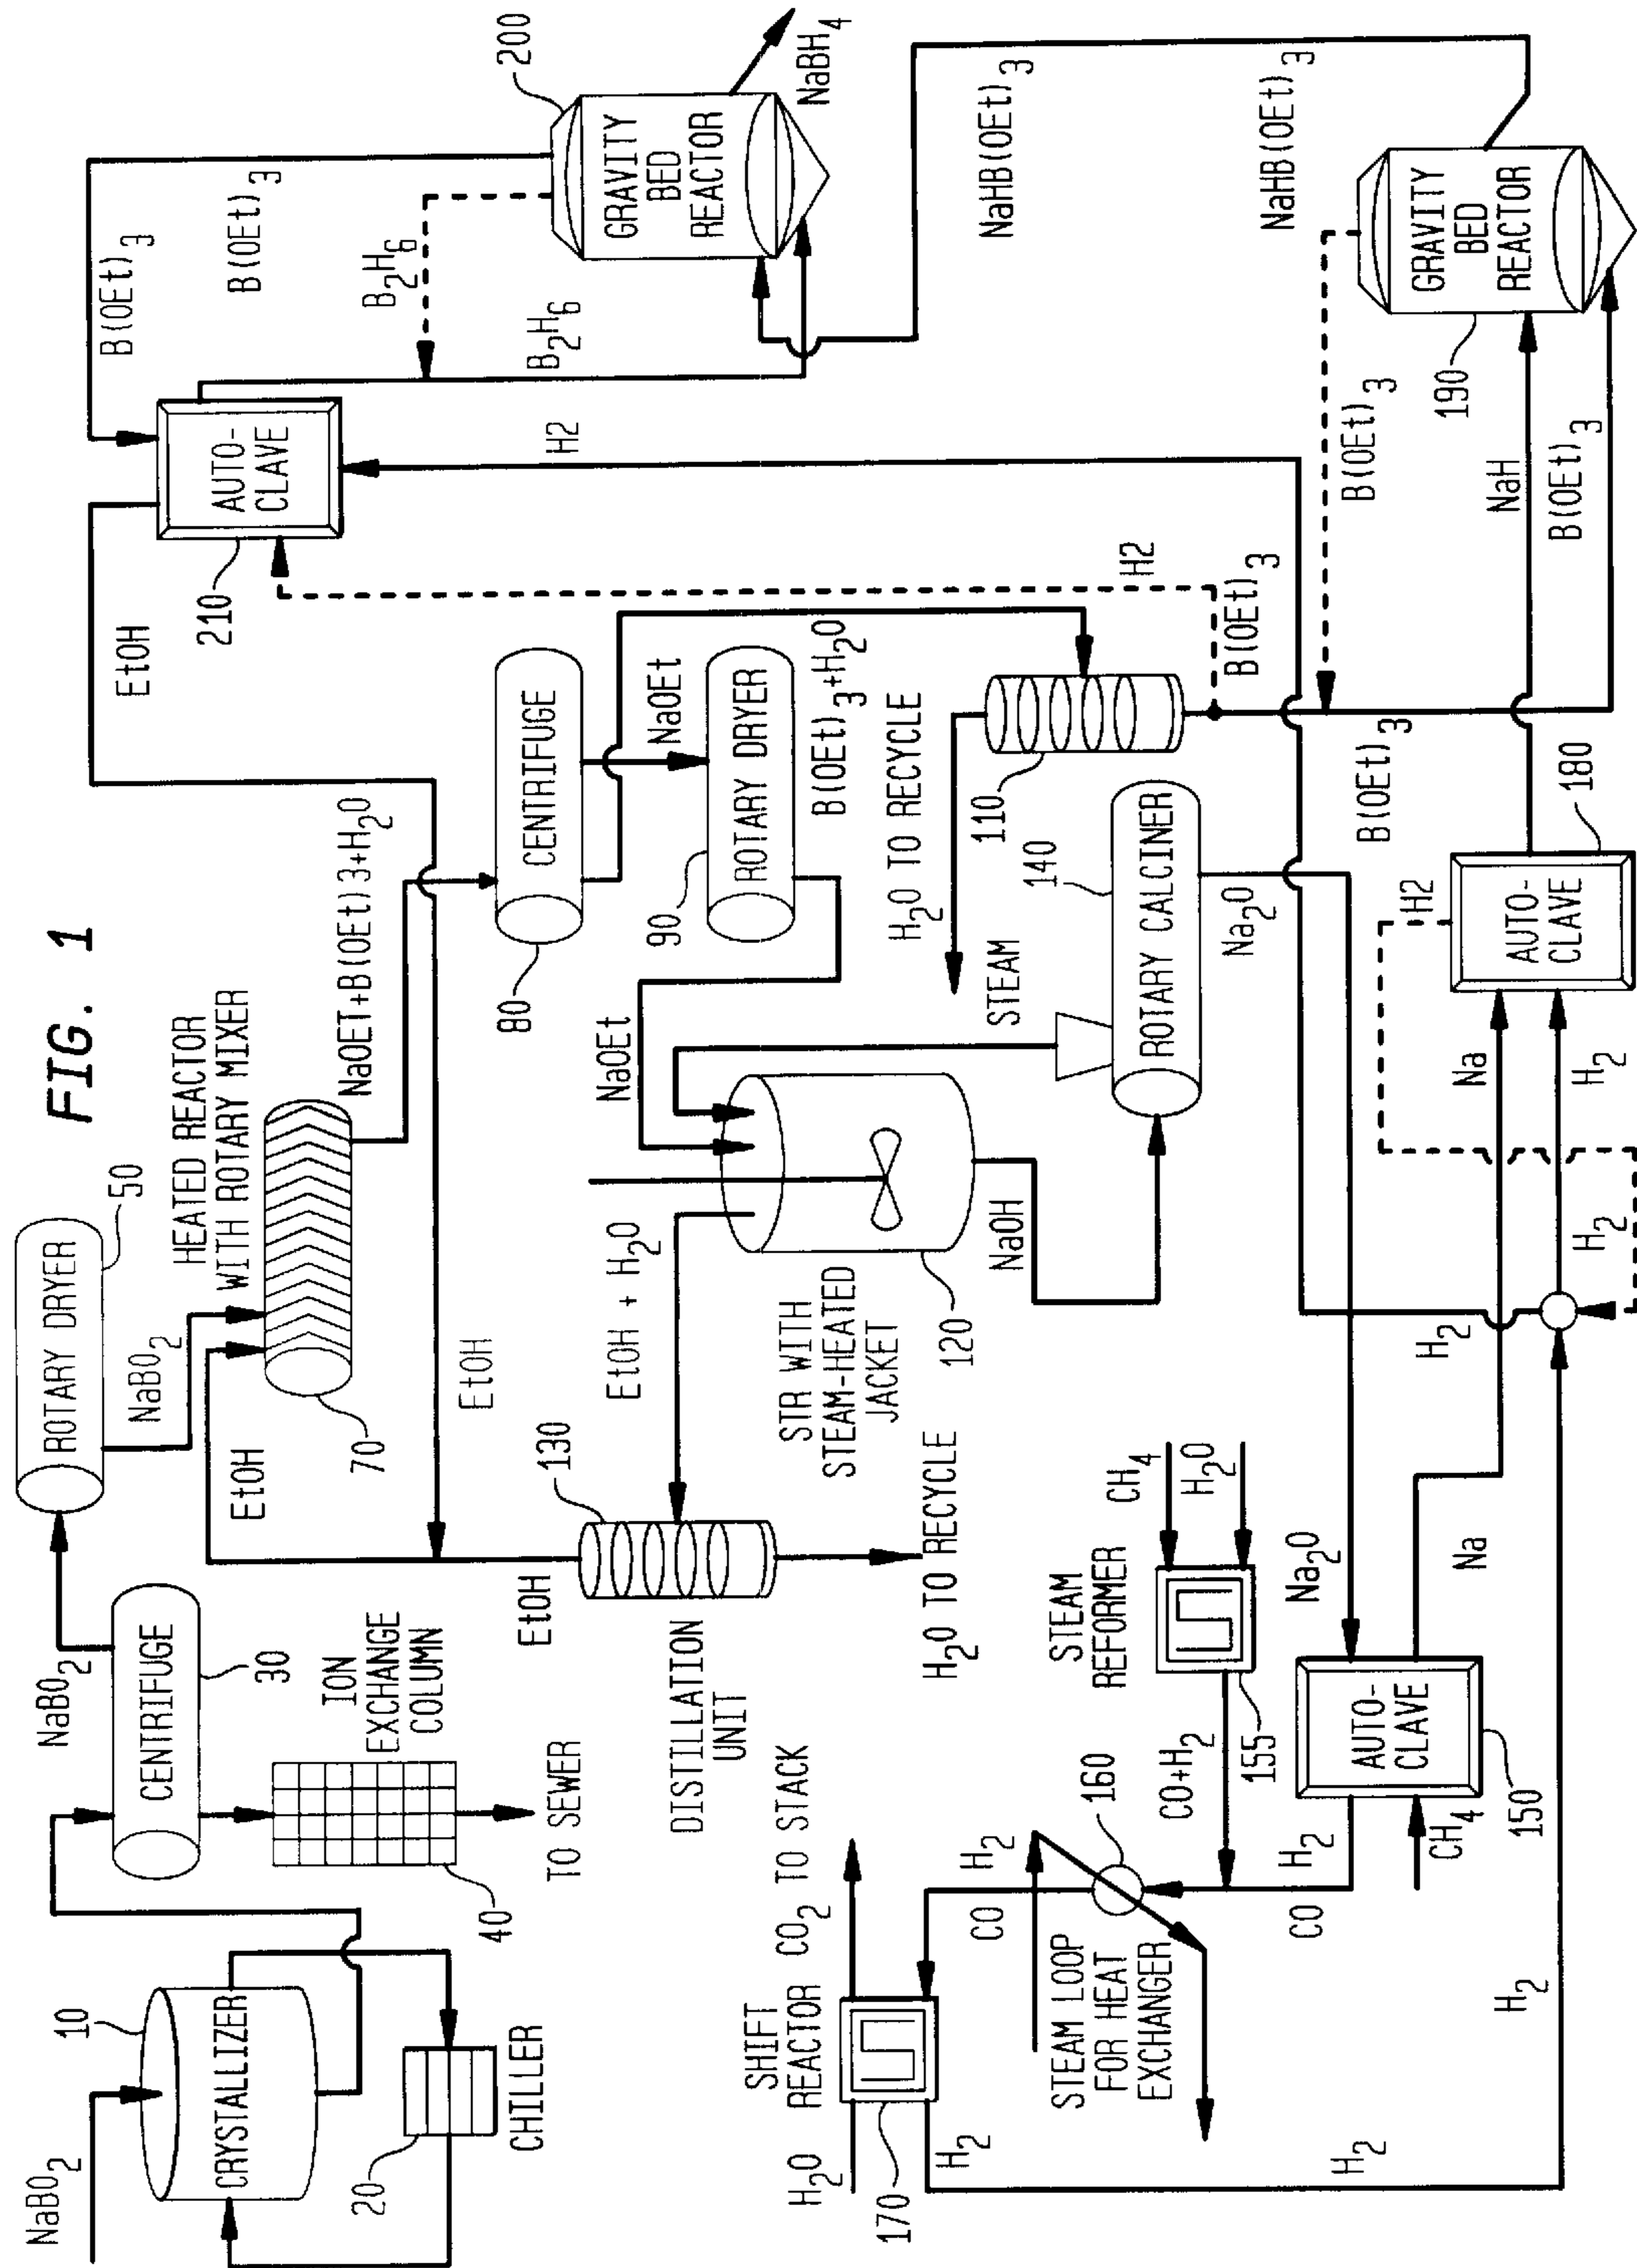 FIG. 1
NaBO2
10
CRYSTALLIZER
20
CHILLER
NaBO2
CENTRIFUGE
30
ION
EXCHANGE
COLUMN
40
TO SEWER
ROTARY DRYER
50
NaBO2
EtOH
HEATED REACTOR
WITH ROTARY MIXER
70
NaOET+B(OEt)3+H2O
EtOH
EtOH
130
DISTILLATION
UNIT
H2O TO RECYCLE
EtOH + H2O
CENTRIFUGE
80
NaOEt
ROTARY DRYER
90
B(OEt)3+H2O
NaOEt
STR WITH
STEAM-HEATED
JACKET
120
NaOH
STEAM
ROTARY CALCINER
140
Na2O
H2O TO RECYCLE
110
B(OEt)3
H2
EtOH
AUTO-
CLAVE
210
H2
B(OEt)3
B(OEt)3
B2H6
B2H6
GRAVITY
BED
REACTOR
200
NaBH4
NaHB(OEt)3
NaHB(OEt)3
GRAVITY
BED
REACTOR
190
B(OEt)3
NaH
B(OEt)3
B(OEt)3
180
AUTO-
CLAVE
H2
Na
H2
H2
H2
Na
Na2O
CH4
H2O
STEAM
REFORMER
155
CO+H2
AUTO-
CLAVE
150
CH4
H2
CO
160
H2
CO
STEAM LOOP
FOR HEAT
EXCHANGER
SHIFT
REACTOR
CO2 TO STACK
H2O
170
H2
H2
H2